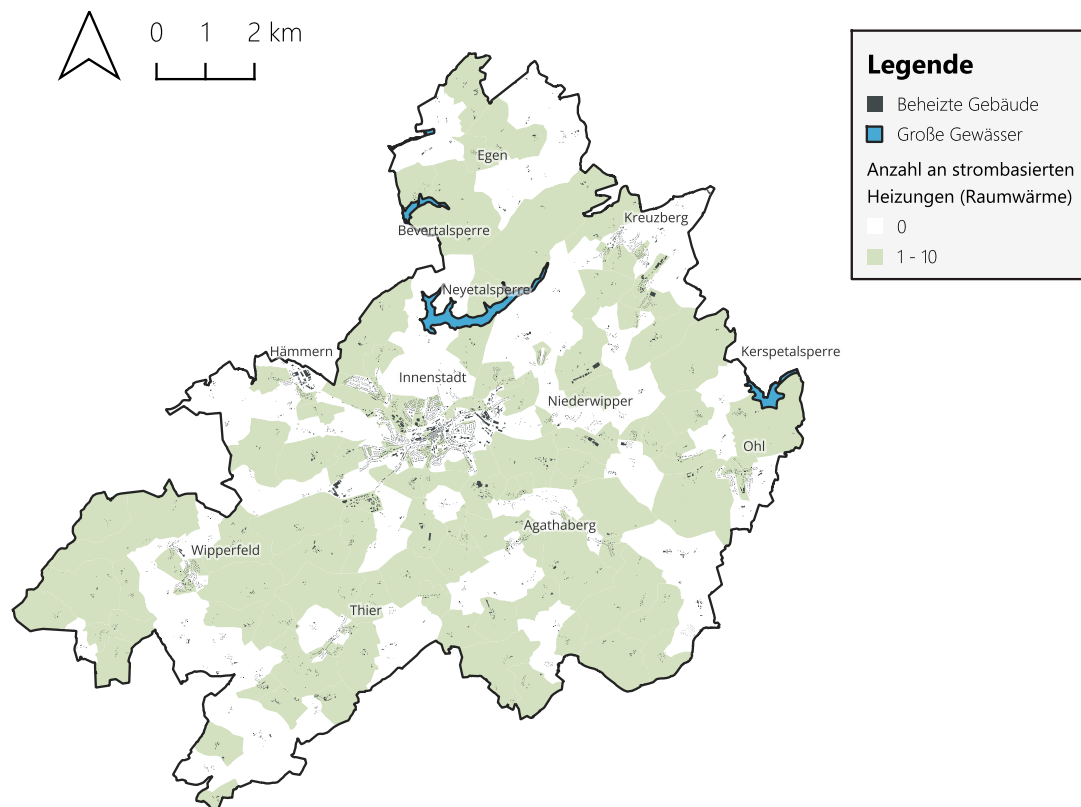 0 1 2 km
Legende
Beheizte Gebäude
Große Gewässer
Anzahl an strombasierten
Heizungen (Raumwärme)
0
1 - 10
Egen
Bevertalsperre
Kreuzberg
Neyetalsperre
Hämmern
Kerspetalsperre
Innenstadt
Niederwipper
Ohl
Agathaberg
Wipperfeld
Thier